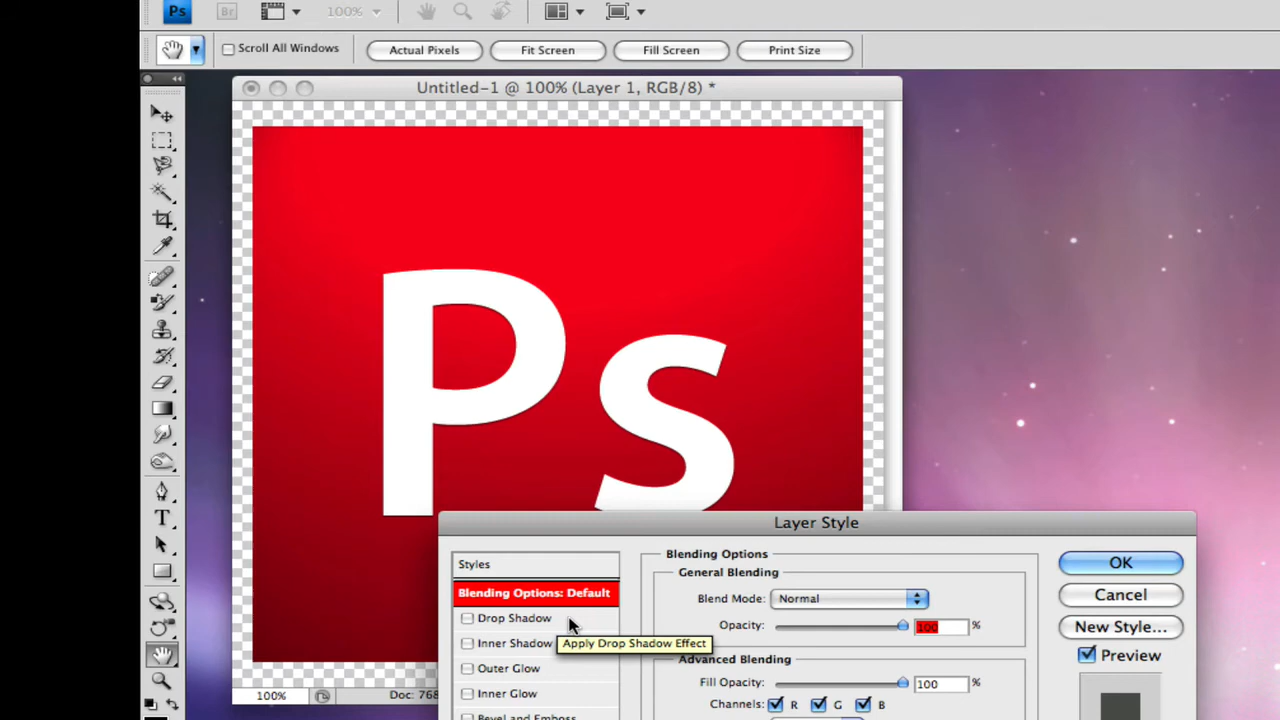 Ps Br 100%
Scroll All Windows Actual Pixels Fit Screen Fill Screen Print Size
Untitled-1 @ 100% (Layer 1, RGB/8) *
Ps
T
Layer Style
Styles
Blending Options: Default
Drop Shadow
Inner Shadow
Apply Drop Shadow Effect
Outer Glow
Inner Glow
Bevel and Emboss
Blending Options
General Blending
Blend Mode: Normal
Opacity: 100 %
Advanced Blending
Fill Opacity: 100 %
Channels: R G B
OK
Cancel
New Style...
Preview
100% Doc: 768